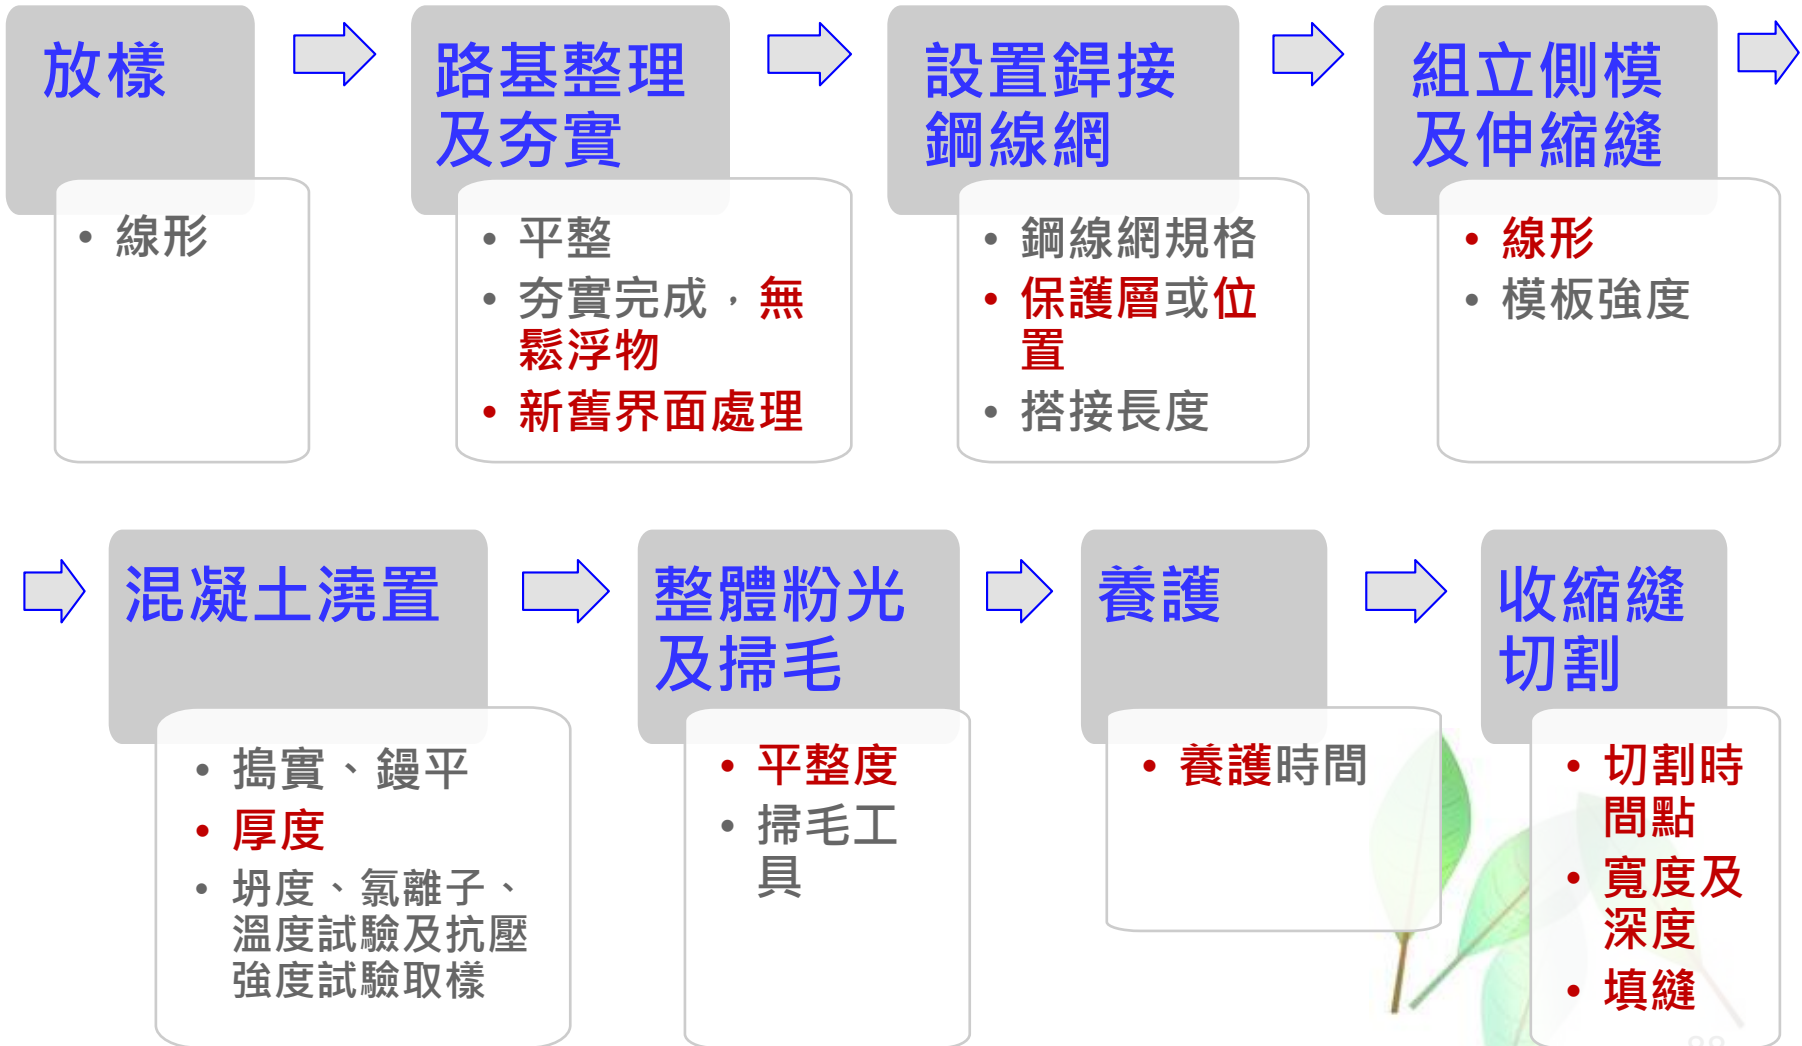 放樣
• 線形
路基整理
及夯實
• 平整
• 夯實完成，無
鬆浮物
• 新舊界面處理
設置銲接
鋼線網
• 鋼線網規格
• 保護層或位
置
• 搭接長度
組立側模
及伸縮縫
• 線形
• 模板強度
混凝土澆置
• 搗實、鏝平
• 厚度
• 坍度、氯離子、
溫度試驗及抗壓
強度試驗取樣
整體粉光
及掃毛
• 平整度
• 掃毛工
具
養護
• 養護時間
收縮縫
切割
• 切割時
間點
• 寬度及
深度
• 填縫